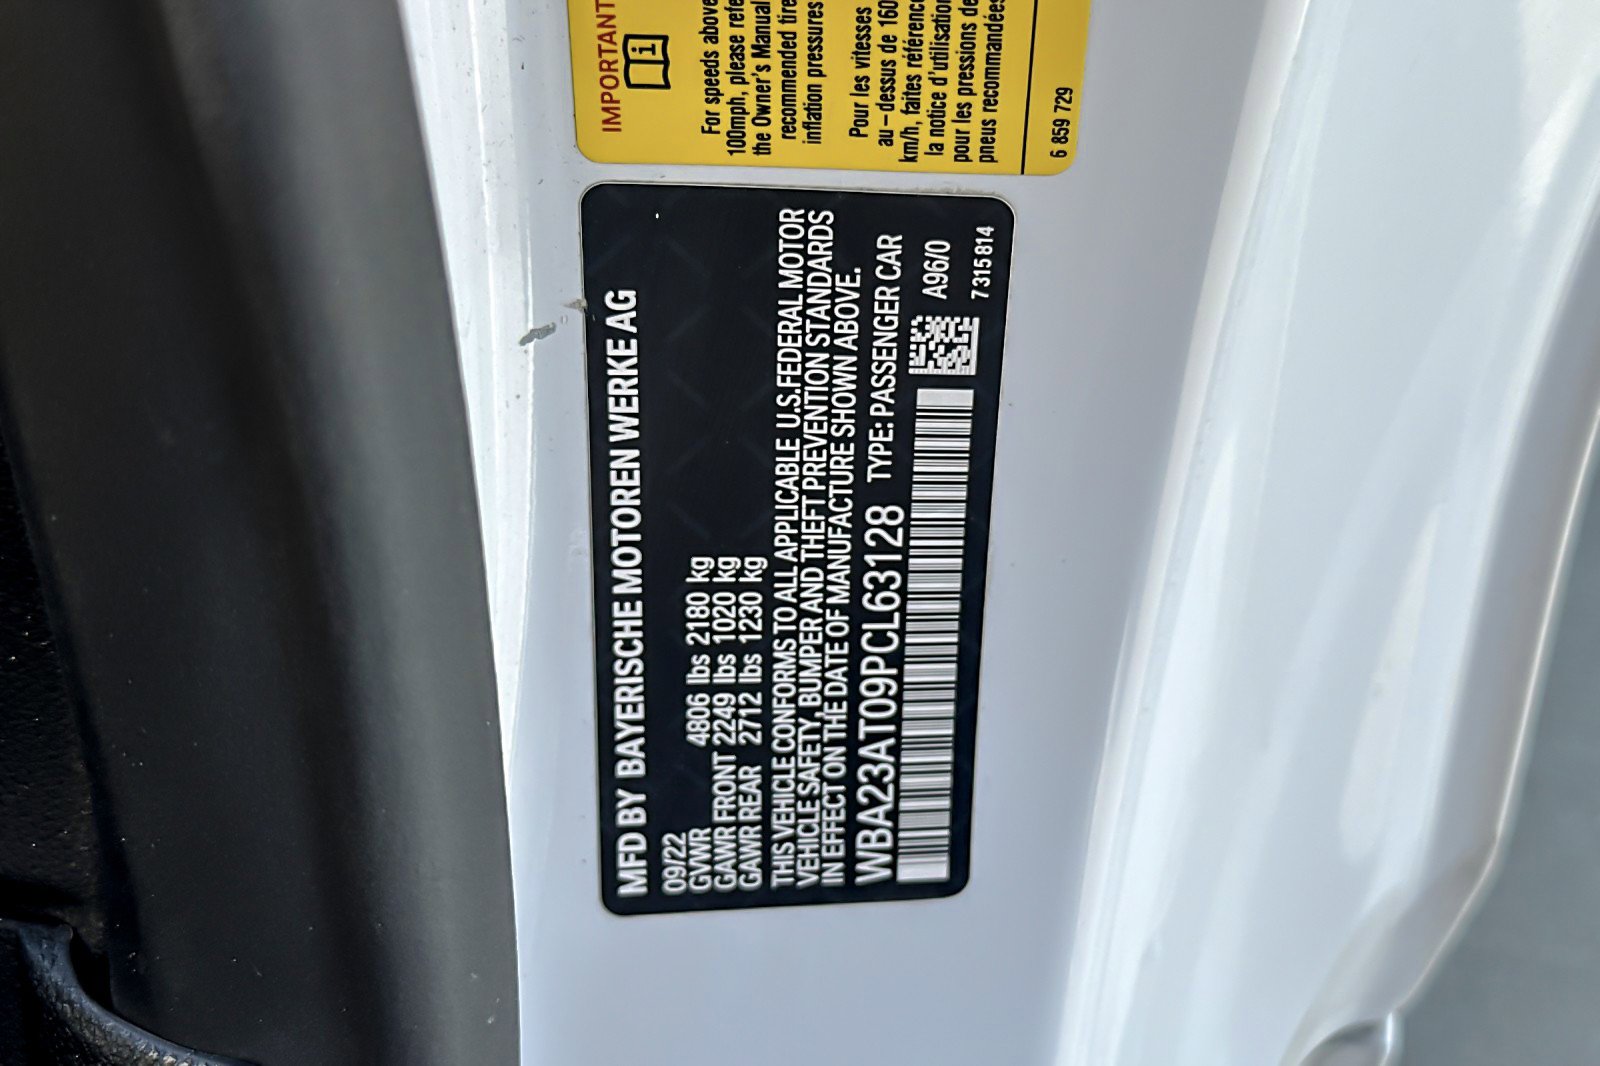 MFD BY BAYERISCHE MOTOREN WERKE AG
09/22
GVWR 4806 lbs 2180 kg
GAWR FRONT 2249 lbs 1020 kg
GAWR REAR 2712 lbs 1230 kg
THIS VEHICLE CONFORMS TO ALL APPLICABLE U.S.FEDERAL MOTOR
VEHICLE SAFETY, BUMPER AND THEFT PREVENTION STANDARDS
IN EFFECT ON THE DATE OF MANUFACTURE SHOWN ABOVE.
WBA23AT09PCL63128 TYPE: PASSENGER CAR
A96/0
7 315 814
IMPORTANT
i
For speeds above
100mph, please refe
the Owner's Manual
recommended tire
inflation pressures
Pour les vitesses
au-dessus de 160
km/h, faites référenc
la notice d'utilisation
pour les pressions de
pneus recommandées
6 859 729